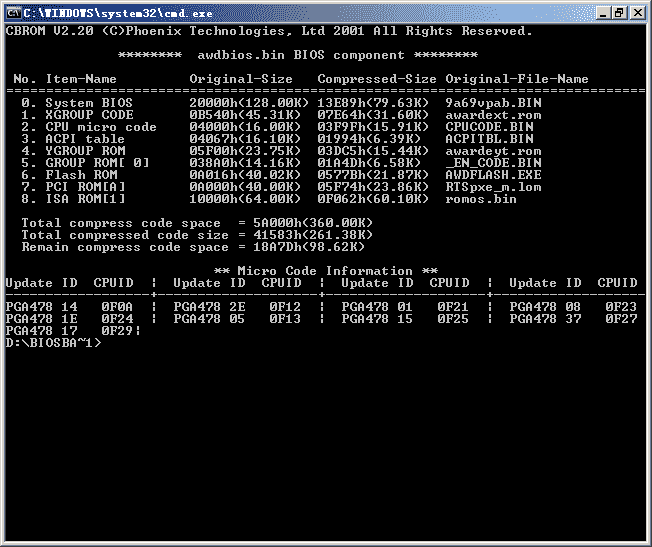 C:\WINDOWS\system32\cmd.exe
CBROM V2.20 (C)Phoenix Technologies, Ltd 2001 All Rights Reserved.
******** awdbios.bin BIOS component ********
No. Item-Name Original-Size Compressed-Size Original-File-Name
================================================================================
0. System BIOS 20000h(128.00K) 13E89h(79.63K) 9a69vpab.BIN
1. XGROUP CODE 0B540h(45.31K) 07E64h(31.60K) awardext.rom
2. CPU micro code 04000h(16.00K) 03F9Fh(15.91K) CPUCODE.BIN
3. ACPI table 04067h(16.10K) 01994h(6.39K) ACPITBL.BIN
4. YGROUP ROM 05F00h(23.75K) 03DC5h(15.44K) awardeyt.rom
5. GROUP ROM[ 0] 038A0h(14.16K) 01A4Dh(6.58K) _EN_CODE.BIN
6. Flash ROM 0A016h(40.02K) 0577Bh(21.87K) AWDFLASH.EXE
7. PCI ROM[A] 0A000h(40.00K) 05F74h(23.86K) RTSpxe_m.lom
8. ISA ROM[1] 10000h(64.00K) 0F062h(60.10K) romos.bin
Total compress code space = 5A000h(360.00K)
Total compressed code size = 41583h(261.38K)
Remain compress code space = 18A7Dh(98.62K)
** Micro Code Information **
Update ID CPUID | Update ID CPUID | Update ID CPUID | Update ID CPUID
------------------+--------------------+--------------------+-------------------
PGA478 14 0F0A | PGA478 2E 0F12 | PGA478 01 0F21 | PGA478 08 0F23
PGA478 1E 0F24 | PGA478 05 0F13 | PGA478 15 0F25 | PGA478 37 0F27
PGA478 17 0F29|
D:\BIOSBA~1>